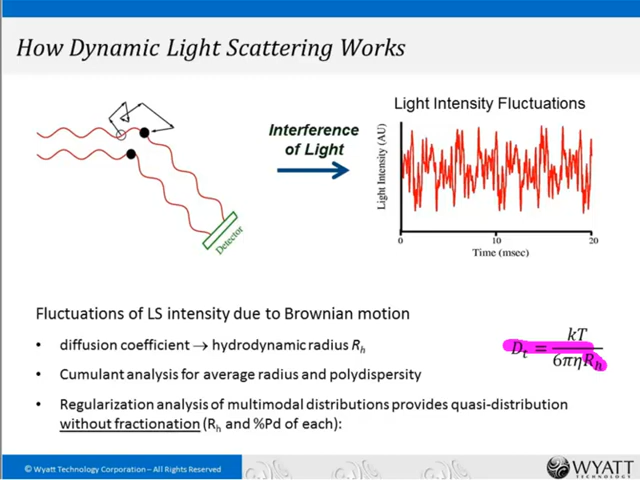 How Dynamic Light Scattering Works
Light Intensity Fluctuations
Interference
of Light
Light Intensity (AU)
Detector
0 10 20
Time (msec)
Fluctuations of LS intensity due to Brownian motion
• diffusion coefficient → hydrodynamic radius Rₕ
• Cumulant analysis for average radius and polydispersity
• Regularization analysis of multimodal distributions provides quasi-distribution
without fractionation (Rₕ and %Pd of each):
Dₜ = kT / 6πηRₕ
© Wyatt Technology Corporation – All Rights Reserved
WYATT
TECHNOLOGY